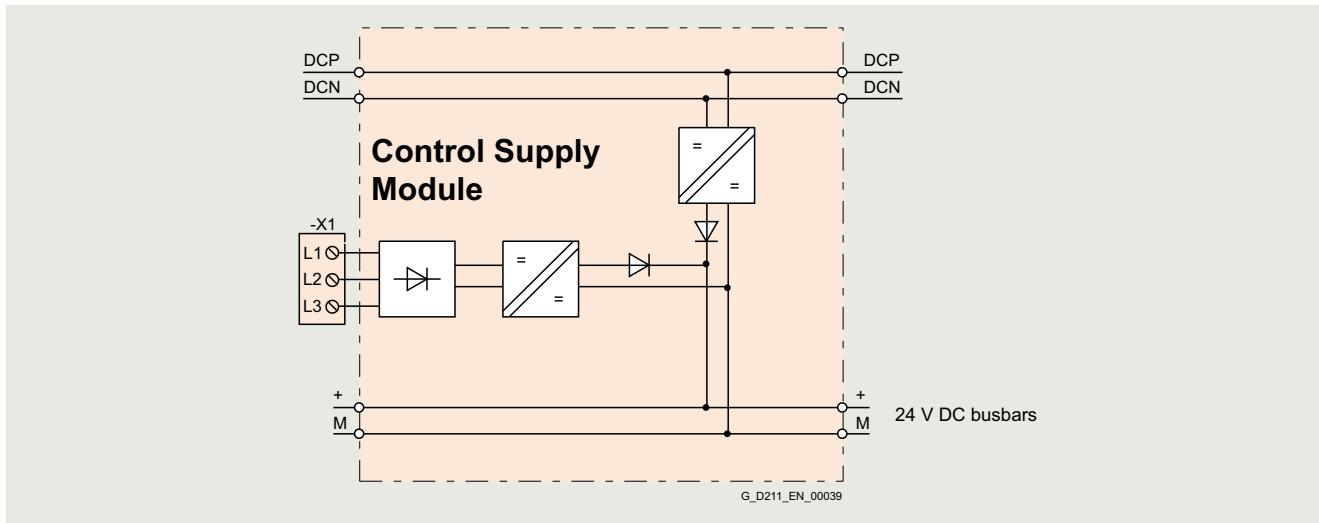 DCP
DCP
DCN
DCN
Control Supply
Module
=
=
-X1
L1
L2
L3
=
=
+
+
M
M
24 V DC busbars
G_D211_EN_00039